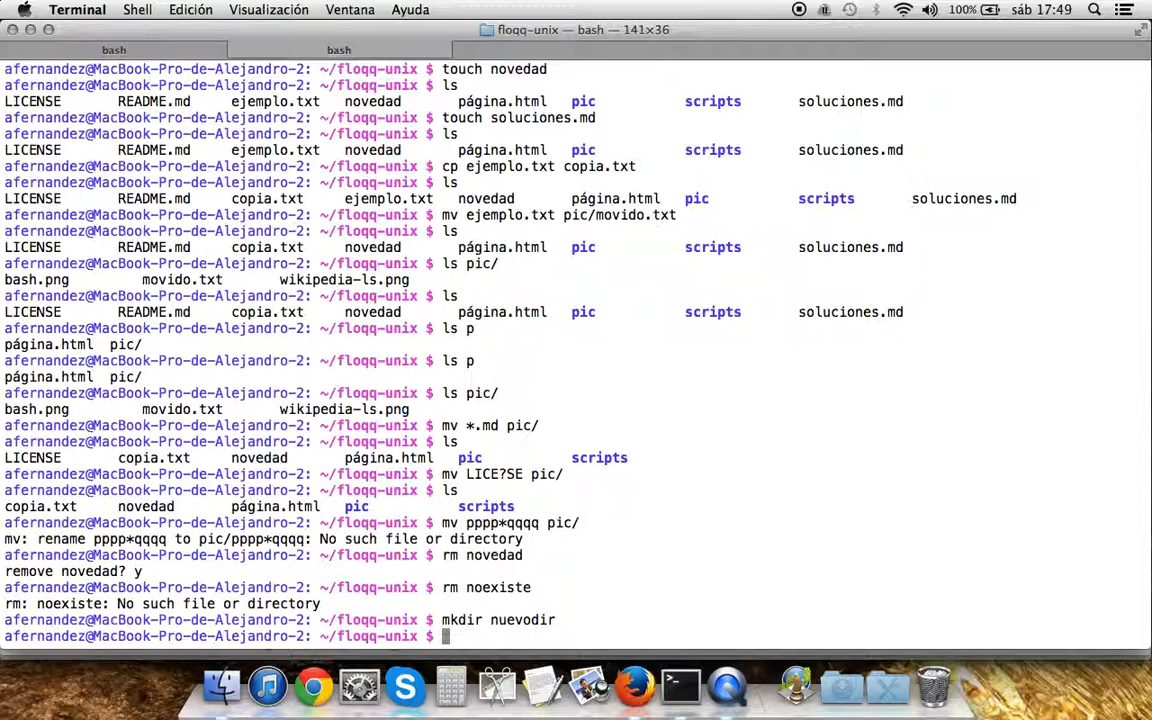 Terminal Shell Edición Visualización Ventana Ayuda 100% sáb 17:49
floqq-unix — bash — 141×36
bash bash
afernandez@MacBook-Pro-de-Alejandro-2: ~/floqq-unix $ touch novedad
afernandez@MacBook-Pro-de-Alejandro-2: ~/floqq-unix $ ls
LICENSE README.md ejemplo.txt novedad página.html pic scripts soluciones.md
afernandez@MacBook-Pro-de-Alejandro-2: ~/floqq-unix $ touch soluciones.md
afernandez@MacBook-Pro-de-Alejandro-2: ~/floqq-unix $ ls
LICENSE README.md ejemplo.txt novedad página.html pic scripts soluciones.md
afernandez@MacBook-Pro-de-Alejandro-2: ~/floqq-unix $ cp ejemplo.txt copia.txt
afernandez@MacBook-Pro-de-Alejandro-2: ~/floqq-unix $ ls
LICENSE README.md copia.txt ejemplo.txt novedad página.html pic scripts soluciones.md
afernandez@MacBook-Pro-de-Alejandro-2: ~/floqq-unix $ mv ejemplo.txt pic/movido.txt
afernandez@MacBook-Pro-de-Alejandro-2: ~/floqq-unix $ ls
LICENSE README.md copia.txt novedad página.html pic scripts soluciones.md
afernandez@MacBook-Pro-de-Alejandro-2: ~/floqq-unix $ ls pic/
bash.png movido.txt wikipedia-ls.png
afernandez@MacBook-Pro-de-Alejandro-2: ~/floqq-unix $ ls
LICENSE README.md copia.txt novedad página.html pic scripts soluciones.md
afernandez@MacBook-Pro-de-Alejandro-2: ~/floqq-unix $ ls p
página.html pic/
afernandez@MacBook-Pro-de-Alejandro-2: ~/floqq-unix $ ls p
página.html pic/
afernandez@MacBook-Pro-de-Alejandro-2: ~/floqq-unix $ ls pic/
bash.png movido.txt wikipedia-ls.png
afernandez@MacBook-Pro-de-Alejandro-2: ~/floqq-unix $ mv *.md pic/
afernandez@MacBook-Pro-de-Alejandro-2: ~/floqq-unix $ ls
LICENSE copia.txt novedad página.html pic scripts
afernandez@MacBook-Pro-de-Alejandro-2: ~/floqq-unix $ mv LICE?SE pic/
afernandez@MacBook-Pro-de-Alejandro-2: ~/floqq-unix $ ls
copia.txt novedad página.html pic scripts
afernandez@MacBook-Pro-de-Alejandro-2: ~/floqq-unix $ mv pppp*qqqq pic/
mv: rename pppp*qqqq to pic/pppp*qqqq: No such file or directory
afernandez@MacBook-Pro-de-Alejandro-2: ~/floqq-unix $ rm novedad
remove novedad? y
afernandez@MacBook-Pro-de-Alejandro-2: ~/floqq-unix $ rm noexiste
rm: noexiste: No such file or directory
afernandez@MacBook-Pro-de-Alejandro-2: ~/floqq-unix $ mkdir nuevodir
afernandez@MacBook-Pro-de-Alejandro-2: ~/floqq-unix $